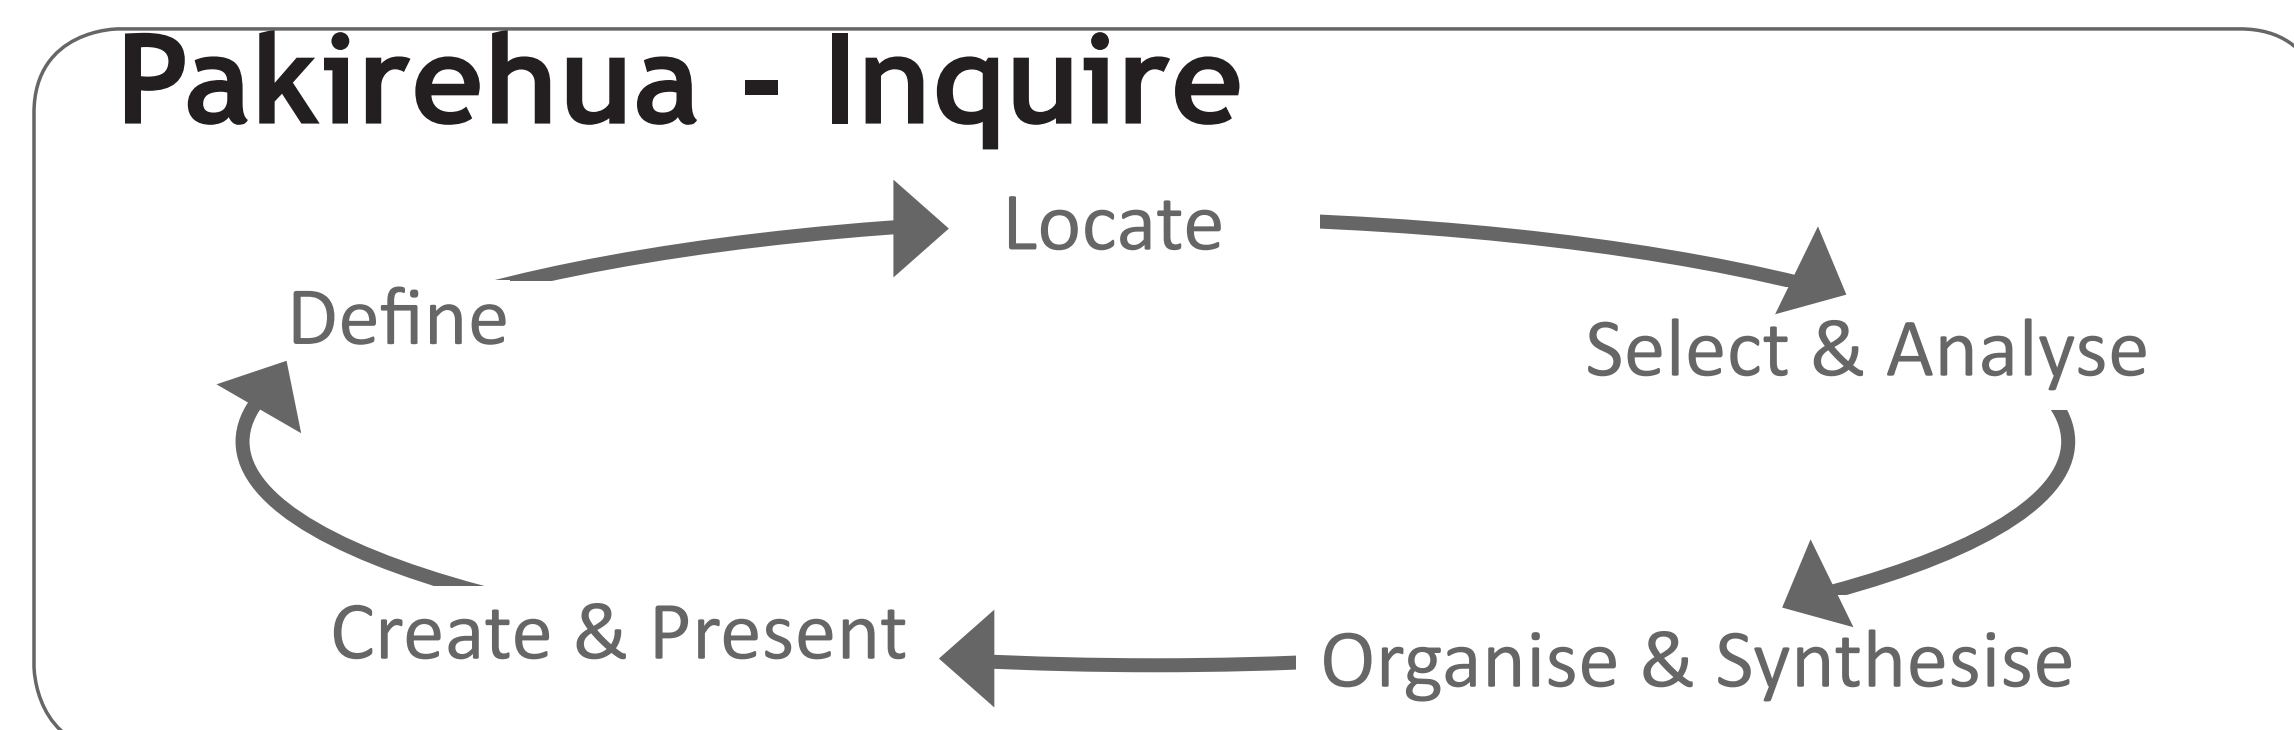 Pakirehua - Inquire
Locate
Define
Select & Analyse
Create & Present
Organise & Synthesise